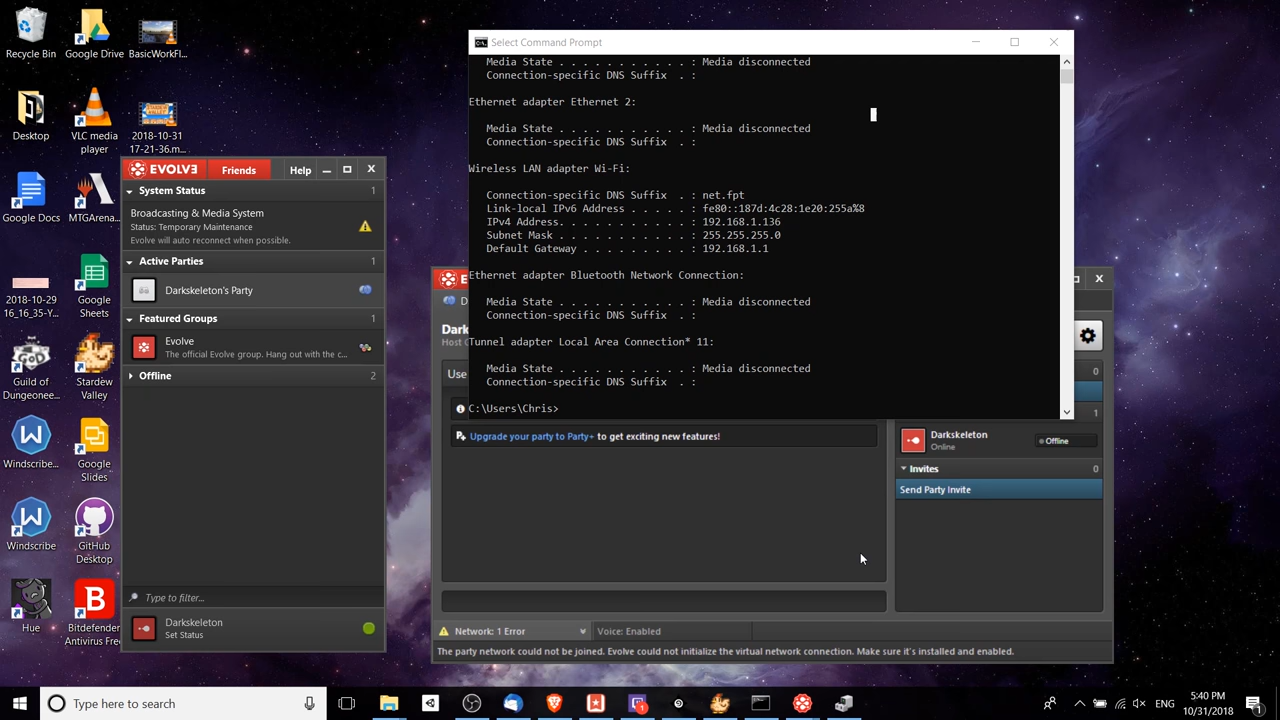 Recycle Bin
Google Drive
BasicWorkFl...
Desktop
VLC media
player
2018-10-31
17-21-36.m...
Google Docs
MTGArena...
2018-10-29
16_16_35-Y...
Google
Sheets
Guild of
Dungeonee...
Stardew
Valley
Windscribe...
Google
Slides
Windscribe
GitHub
Desktop
Hue
Bitdefender
Antivirus Free
EVOLVE
Friends
Help
System Status
1
Broadcasting & Media System
Status: Temporary Maintenance
Evolve will auto reconnect when possible.
Active Parties
1
Darkskeleton's Party
Featured Groups
1
Evolve
The official Evolve group. Hang out with the c...
Offline
2
Type to filter...
Darkskeleton
Set Status
Select Command Prompt
Media State . . . . . . . . . . . : Media disconnected
Connection-specific DNS Suffix  . :
Ethernet adapter Ethernet 2:
Media State . . . . . . . . . . . : Media disconnected
Connection-specific DNS Suffix  . :
Wireless LAN adapter Wi-Fi:
Connection-specific DNS Suffix  . : net.fpt
Link-local IPv6 Address . . . . . : fe80::187d:4c28:1e20:255a%8
IPv4 Address. . . . . . . . . . . : 192.168.1.136
Subnet Mask . . . . . . . . . . . : 255.255.255.0
Default Gateway . . . . . . . . . : 192.168.1.1
Ethernet adapter Bluetooth Network Connection:
Media State . . . . . . . . . . . : Media disconnected
Connection-specific DNS Suffix  . :
Tunnel adapter Local Area Connection* 11:
Media State . . . . . . . . . . . : Media disconnected
Connection-specific DNS Suffix  . :
C:\Users\Chris>
Upgrade your party to Party+ to get exciting new features!
0
1
Darkskeleton
Online
Offline
Invites
0
Send Party Invite
Network: 1 Error
Voice: Enabled
The party network could not be joined. Evolve could not initialize the virtual network connection. Make sure it's installed and enabled.
Type here to search
1
ENG
5:40 PM
10/31/2018
1